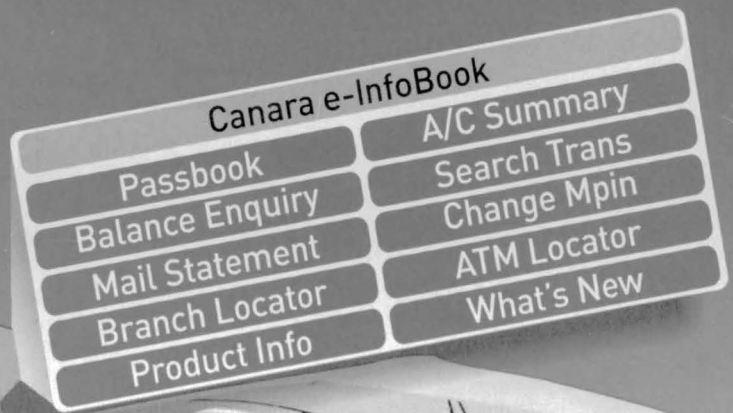 Canara e-InfoBook
Passbook A/C Summary
Balance Enquiry Search Trans
Mail Statement Change Mpin
Branch Locator ATM Locator
Product Info What's New